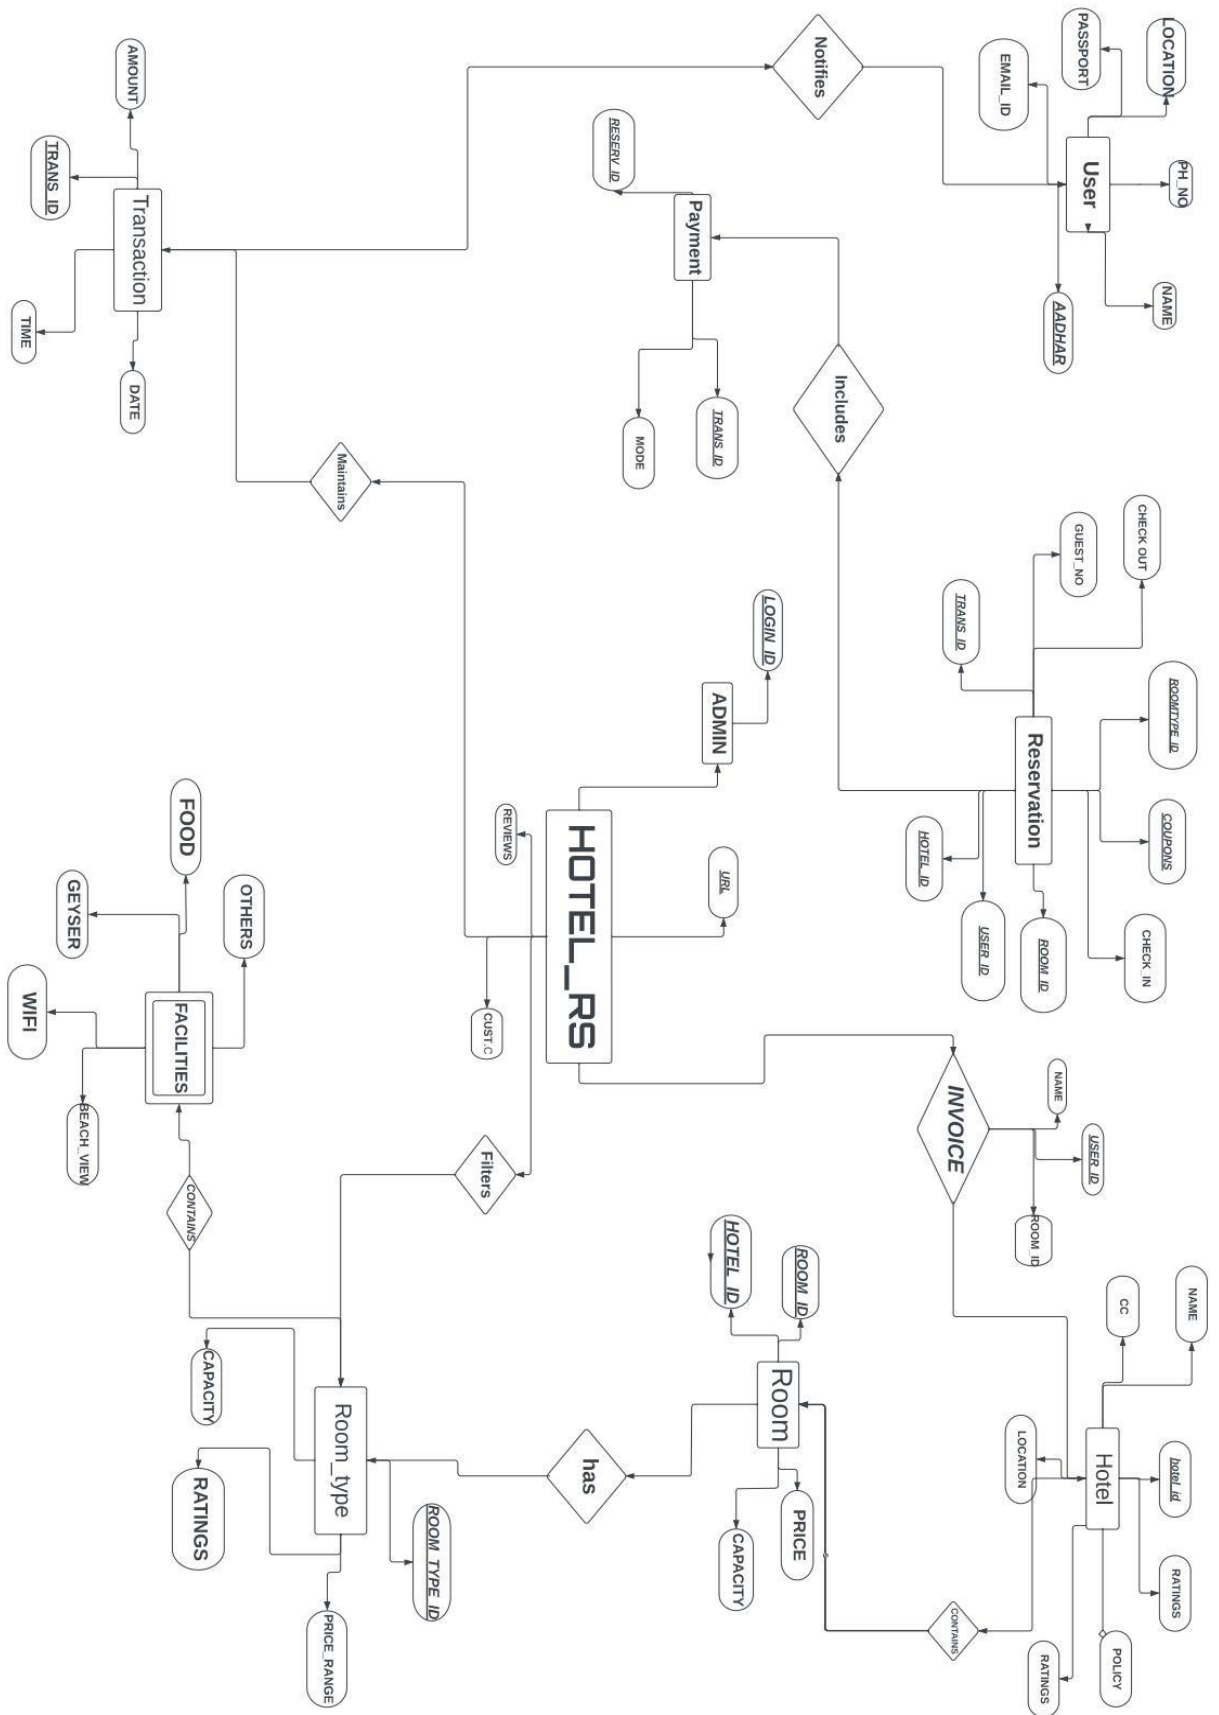 LOCATION
PASSPORT
EMAIL_ID
User
PH_NO
NAME
AADHAR
Notifies
AMOUNT
TRANS_ID
Transaction
TIME
DATE
RESERV_ID
Payment
TRANS_ID
MODE
Includes
Maintains
CHECK OUT
GUEST_NO
TRANS_ID
ROOMTYPE_ID
Reservation
COUPONS
HOTEL_ID
USER_ID
ROOM_ID
CHECK_IN
LOGIN_ID
ADMIN
HOTEL_RS
REVIEWS
URL
CUST.C
FOOD
GEYSER
OTHERS
WIFI
FACILITIES
BEACH_VIEW
CONTAINS
Filters
INVOICE
NAME
USER_ID
ROOM_ID
HOTEL_ID
ROOM_ID
Room
PRICE
CAPACITY
has
CAPACITY
Room_type
RATINGS
ROOM_TYPE_ID
PRICE_RANGE
CC
NAME
LOCATION
Hotel
hotel_id
RATINGS
CONTAINS
RATINGS
POLICY